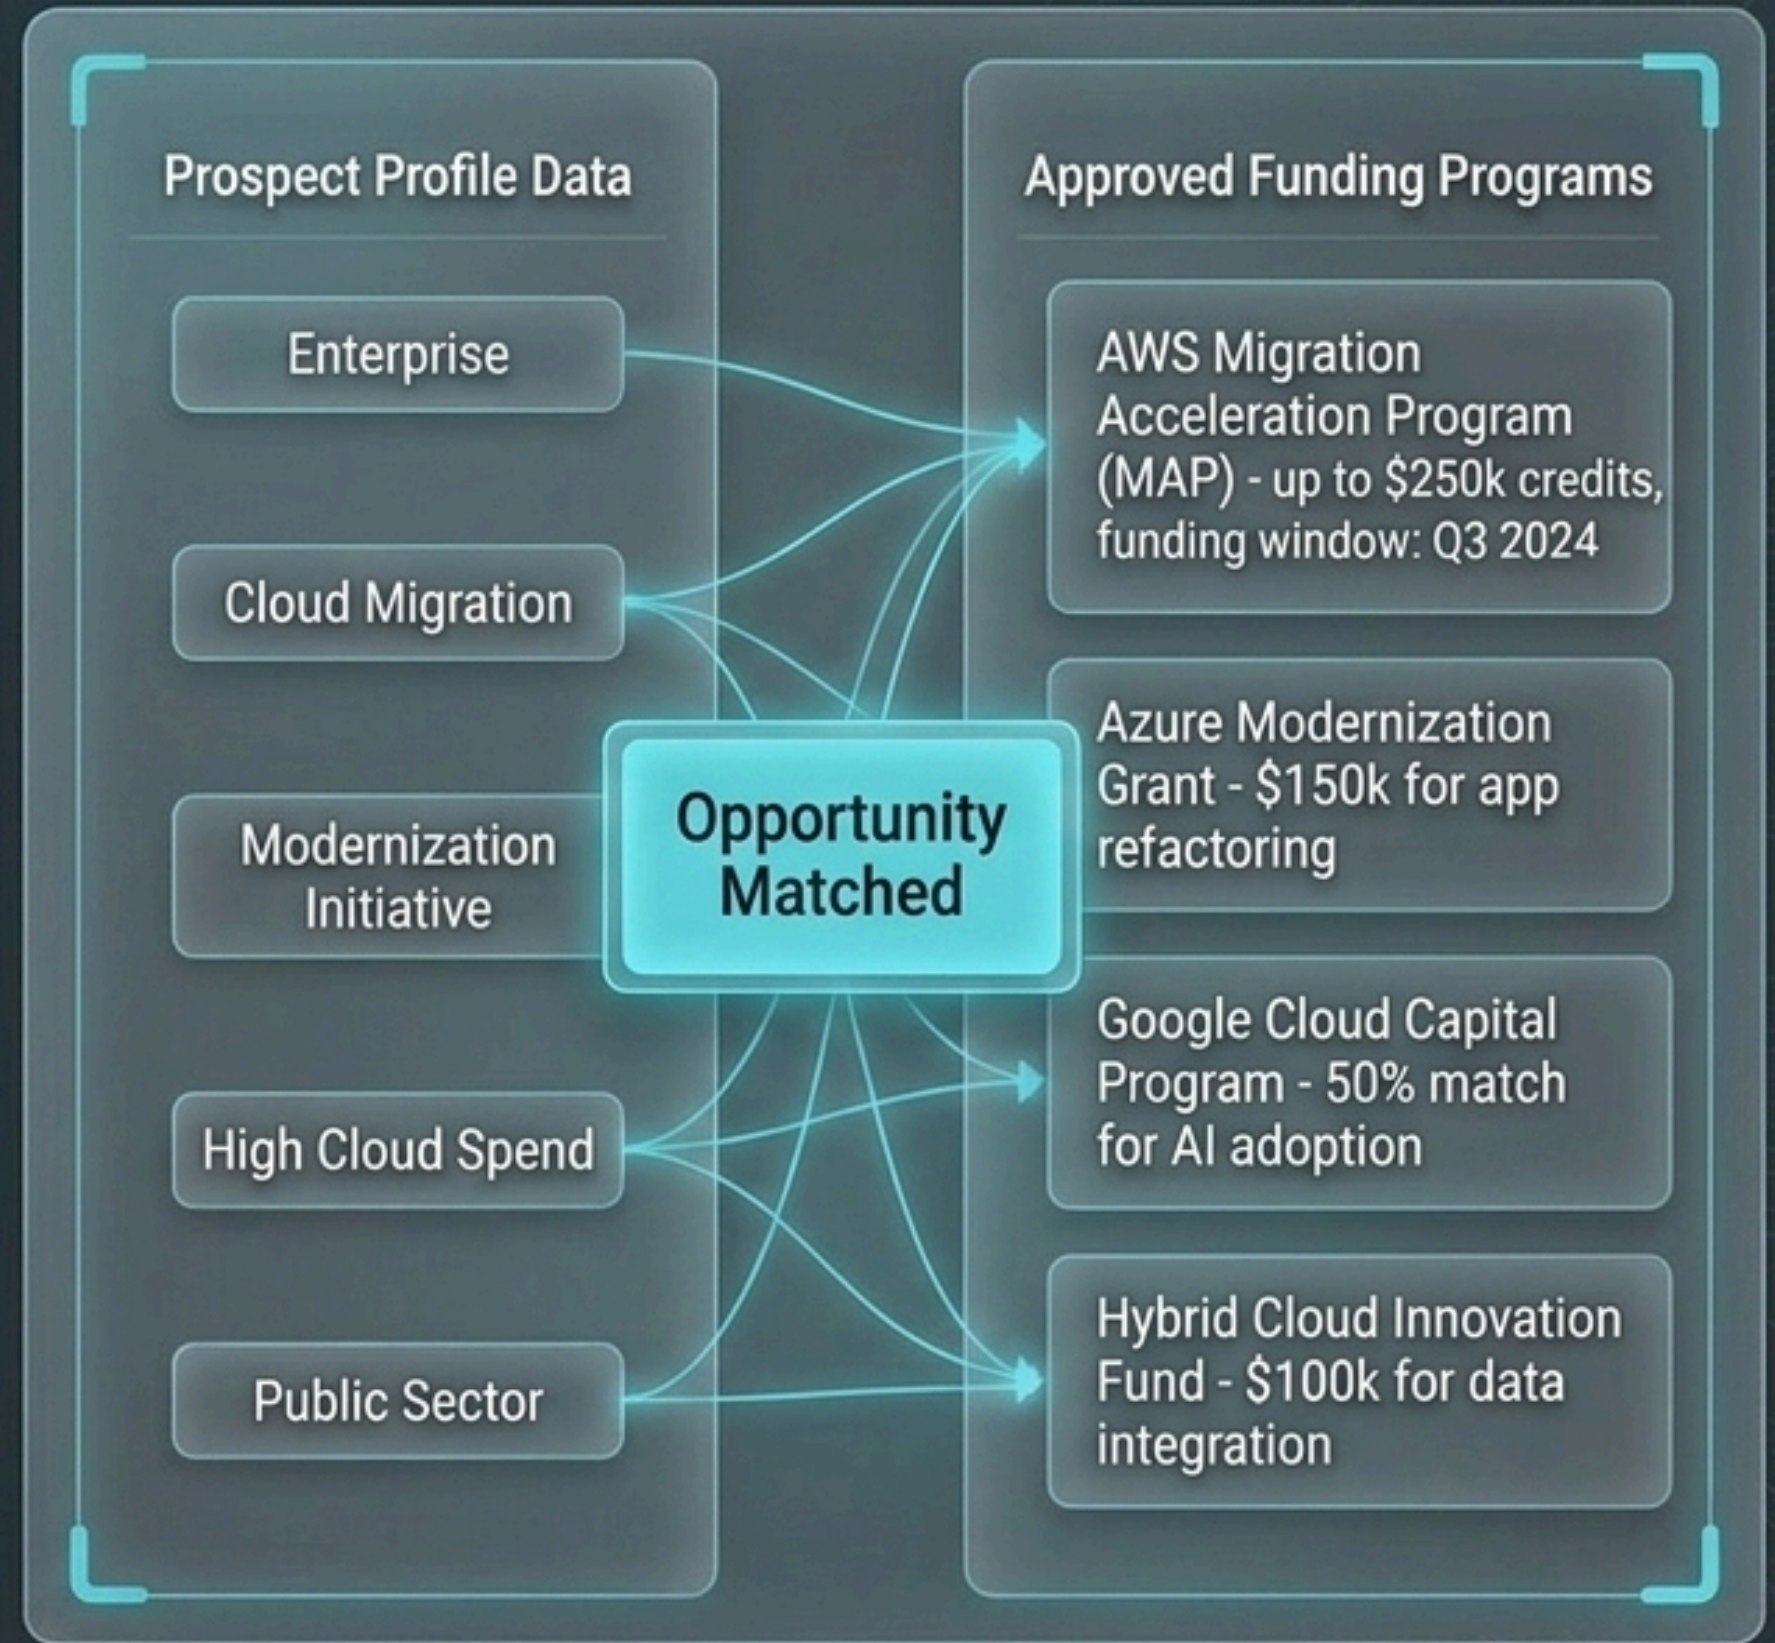 Prospect Profile Data
Enterprise
Cloud Migration
Modernization
Initiative
High Cloud Spend
Public Sector
Opportunity
Matched
Approved Funding Programs
AWS Migration
Acceleration Program
(MAP) - up to $250k credits,
funding window: Q3 2024
Azure Modernization
Grant - $150k for app
refactoring
Google Cloud Capital
Program - 50% match
for AI adoption
Hybrid Cloud Innovation
Fund - $100k for data
integration